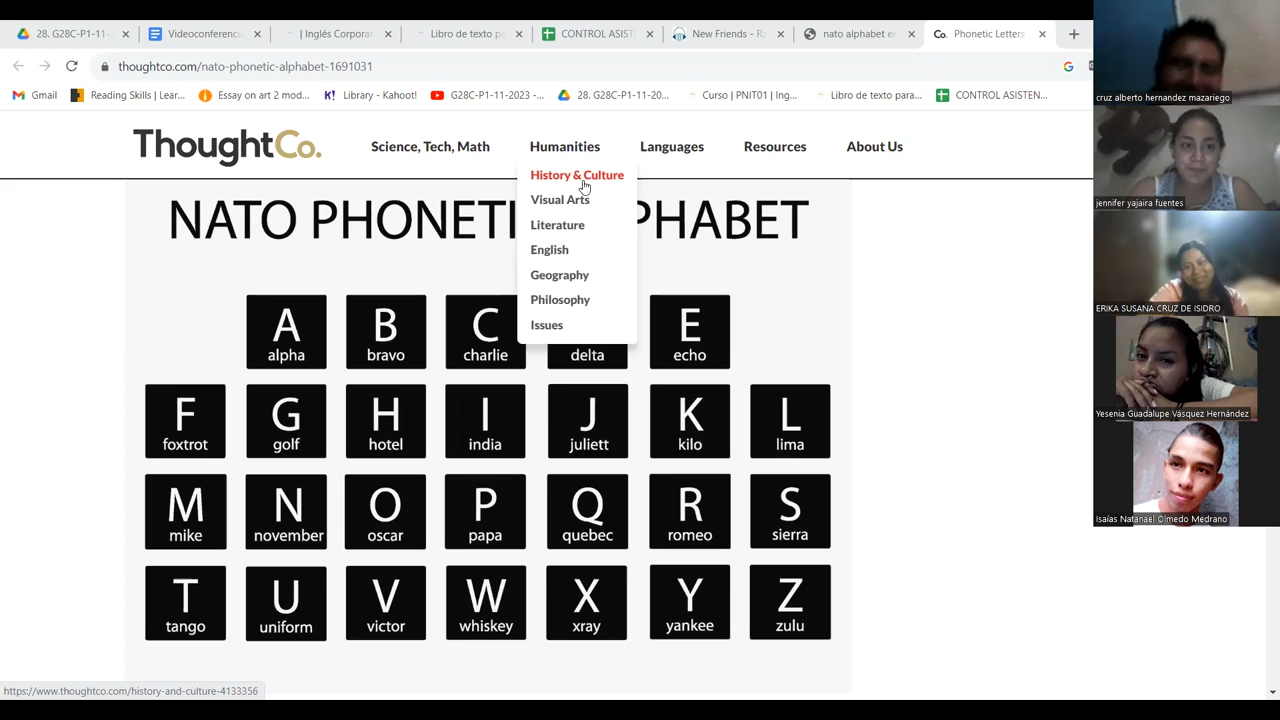 28. G28C-P1-11- Videoconferenci | Inglés Corporat Libro de texto pa CONTROL ASIST New Friends - R nato alphabet en Phonetic Letters
thoughtco.com/nato-phonetic-alphabet-1691031
Gmail Reading Skills | Lear... Essay on art 2 mod... Library - Kahoot! G28C-P1-11-2023 -... 28. G28C-P1-11-20... Curso | PNIT01 | Ing... Libro de texto para... CONTROL ASISTEN...
ThoughtCo.
Science, Tech, Math Humanities Languages Resources About Us
History & Culture
Visual Arts
Literature
English
Geography
Philosophy
Issues
NATO PHONETI PHABET
A B C E
alpha bravo charlie delta echo
F G H I J K L
foxtrot golf hotel india juliett kilo lima
M N O P Q R S
mike november oscar papa quebec romeo sierra
T U V W X Y Z
tango uniform victor whiskey xray yankee zulu
https://www.thoughtco.com/history-and-culture-4133356
cruz alberto hernandez mazariego
jennifer yajaira fuentes
ERIKA SUSANA CRUZ DE ISIDRO
Yesenia Guadalupe Vásquez Hernández
Isaías Natanael Olmedo Medrano